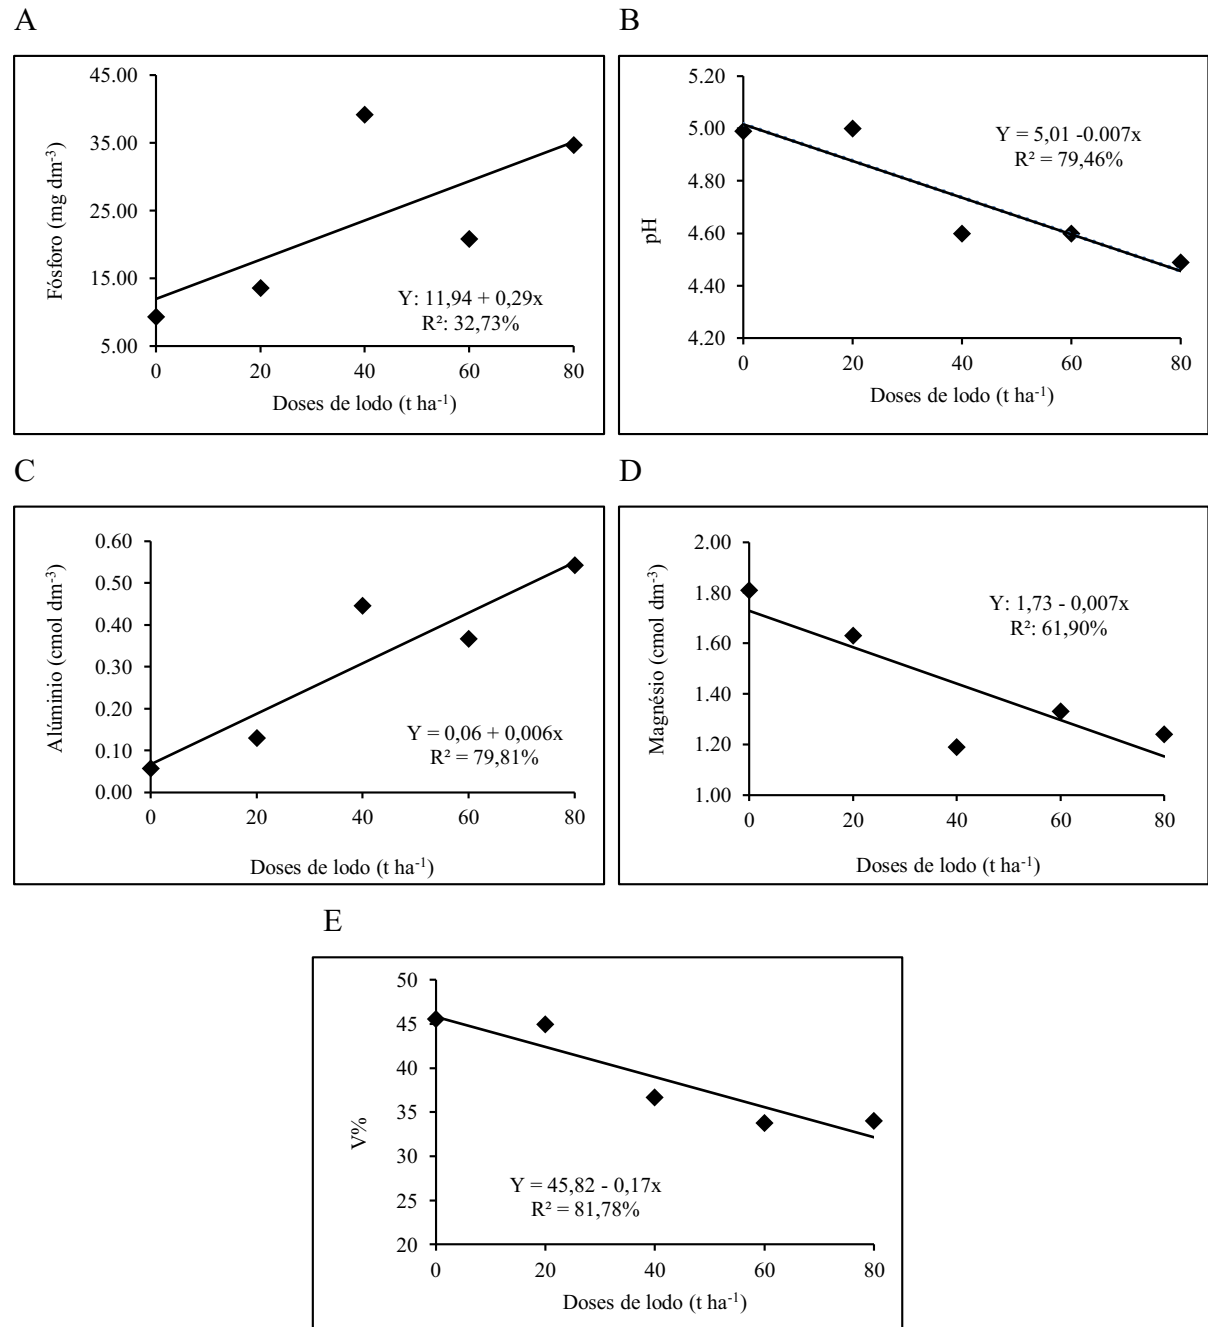 A
45.00
35.00
25.00
15.00
5.00
Fósforo (mg dm⁻³)
Y: 11,94 + 0,29x
R²: 32,73%
0 20 40 60 80
Doses de lodo (t ha⁻¹)
B
5.20
5.00
4.80
4.60
4.40
4.20
pH
Y = 5,01 -0.007x
R² = 79,46%
0 20 40 60 80
Doses de lodo (t ha⁻¹)
C
0.60
0.50
0.40
0.30
0.20
0.10
0.00
Alúminio (cmol dm⁻³)
Y = 0,06 + 0,006x
R² = 79,81%
0 20 40 60 80
Doses de lodo (t ha⁻¹)
D
2.00
1.80
1.60
1.40
1.20
1.00
Magnésio (cmol dm⁻³)
Y: 1,73 - 0,007x
R²: 61,90%
0 20 40 60 80
Doses de lodo (t ha⁻¹)
E
50
45
40
35
30
25
20
V%
Y = 45,82 - 0,17x
R² = 81,78%
0 20 40 60 80
Doses de lodo (t ha⁻¹)